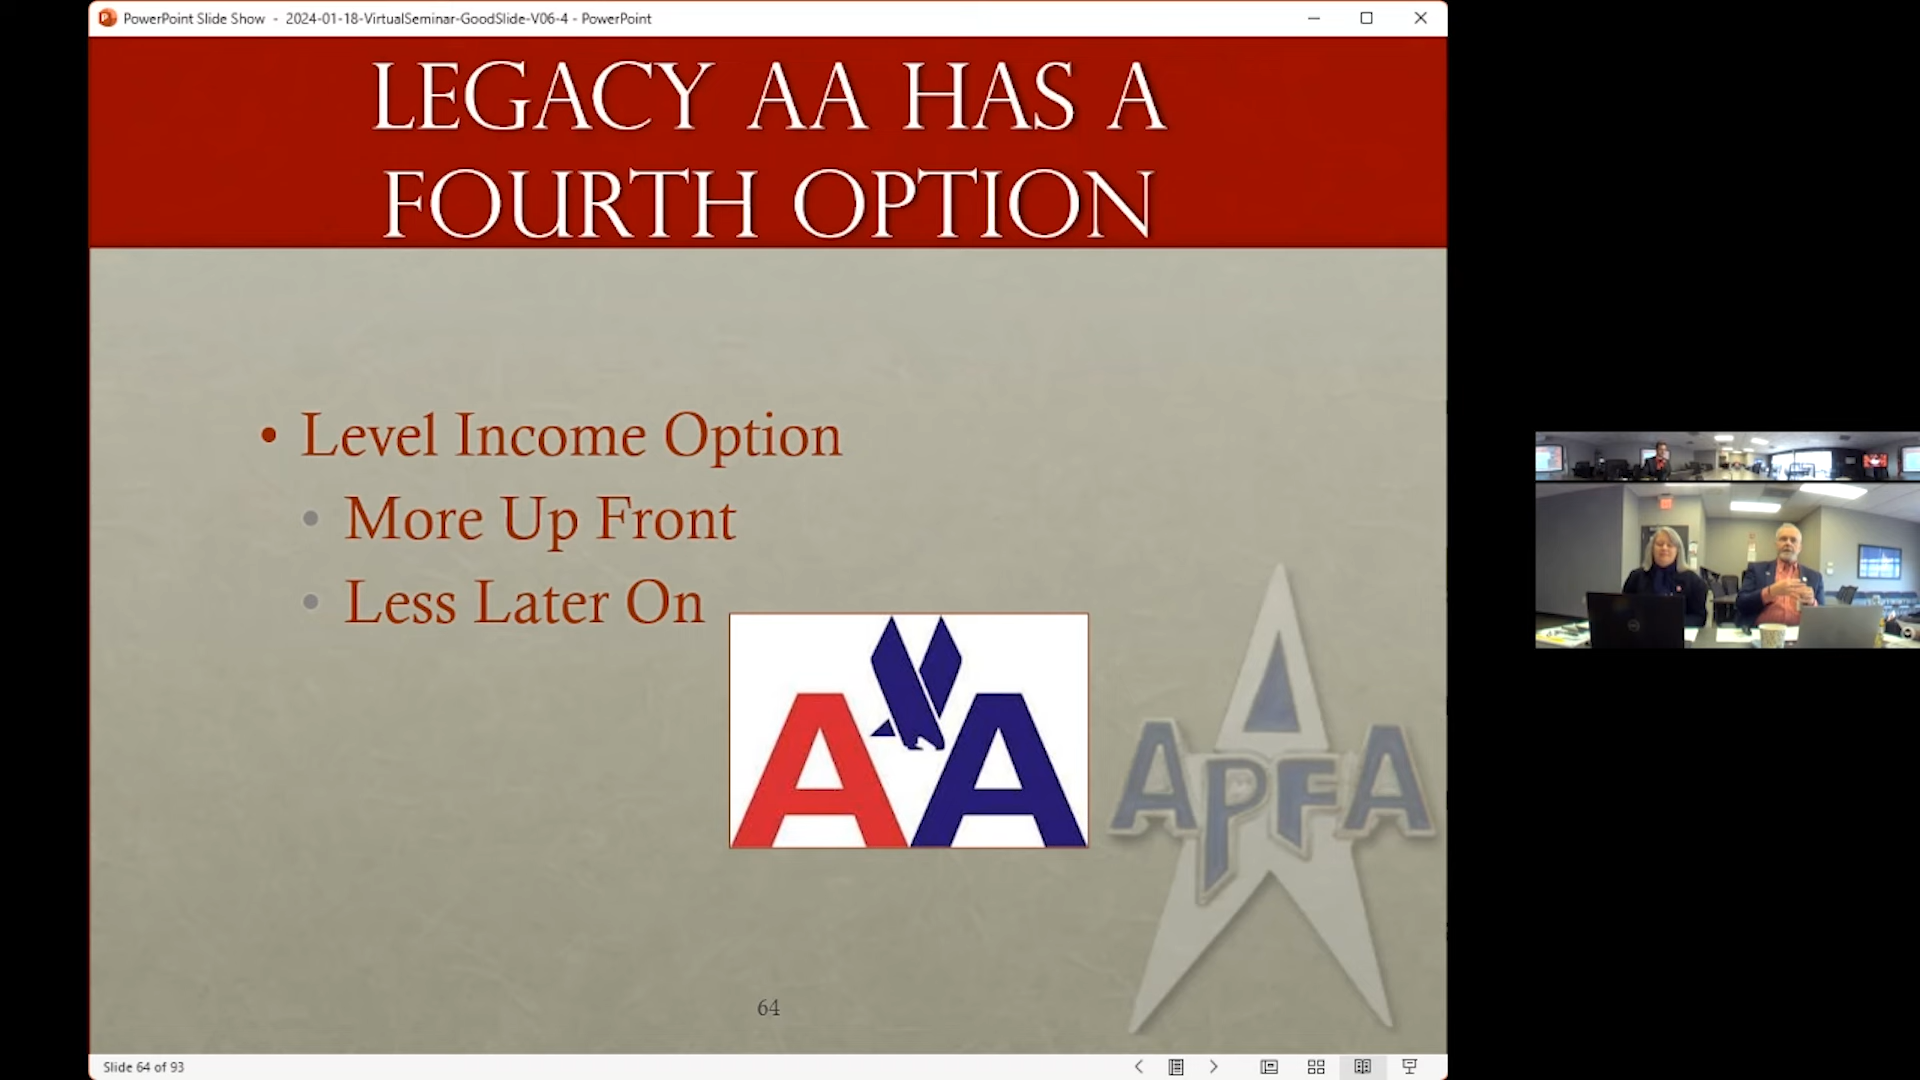 PowerPoint Slide Show - 2024-01-18-VirtualSeminar-GoodSlide-V06-4 - PowerPoint
LEGACY AA HAS A
FOURTH OPTION
• Level Income Option
• More Up Front
• Less Later On
AA
APFA
64
Slide 64 of 93